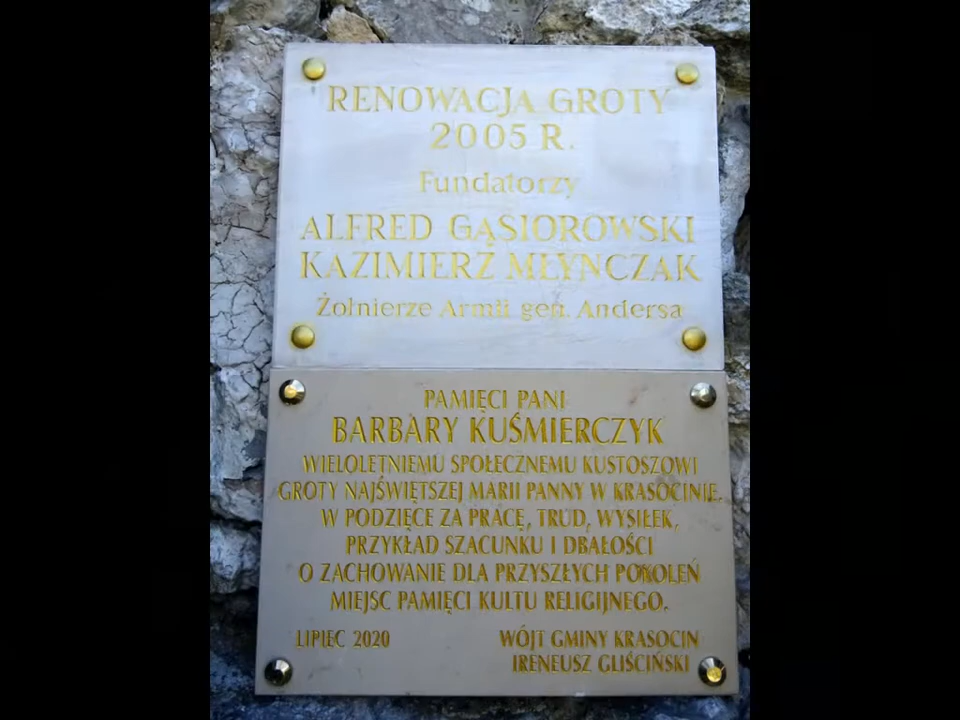 RENOWACJA GROTY
2005 R.
Fundatorzy
ALFRED GĄSIOROWSKI
KAZIMIERZ MŁYNCZAK
Żołnierze Armii gen. Andersa
PAMIĘCI PANI
BARBARY KUŚMIERCZYK
WIELOLETNIEMU SPOŁECZNEMU KUSTOSZOWI
GROTY NAJŚWIĘTSZEJ MARII PANNY W KRASOCINIE.
W PODZIĘCE ZA PRACĘ, TRUD, WYSIŁEK,
PRZYKŁAD SZACUNKU I DBAŁOŚCI
O ZACHOWANIE DLA PRZYSZŁYCH POKOLEŃ
MIEJSC PAMIĘCI KULTU RELIGIJNEGO.
LIPIEC 2020
WÓJT GMINY KRASOCIN
IRENEUSZ GLIŚCIŃSKI